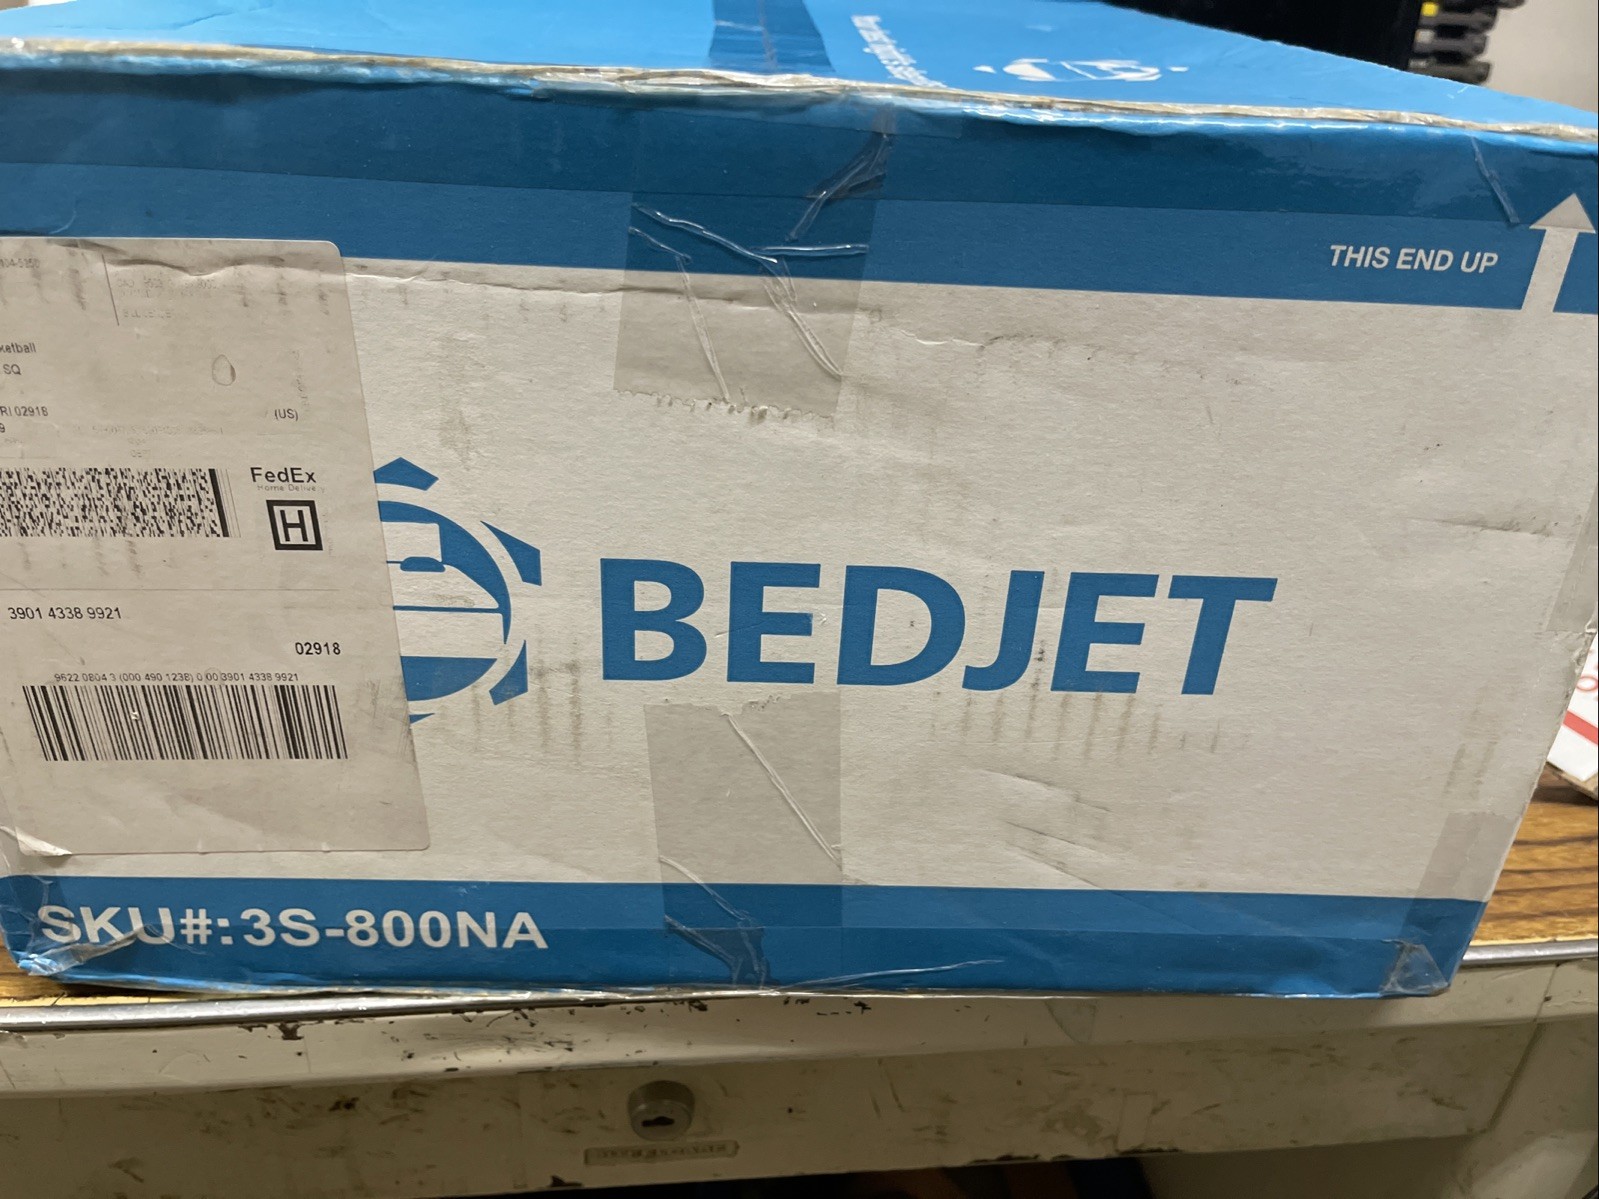 THIS END UP
ketball
SQ
RI 02918
(US)
9
FedEx
Home Delivery
H
3901 4338 9921
02918
9622 0804 3 (000 490 1238) 0 00 3901 4338 9921
BEDJET
SKU#:3S-800NA